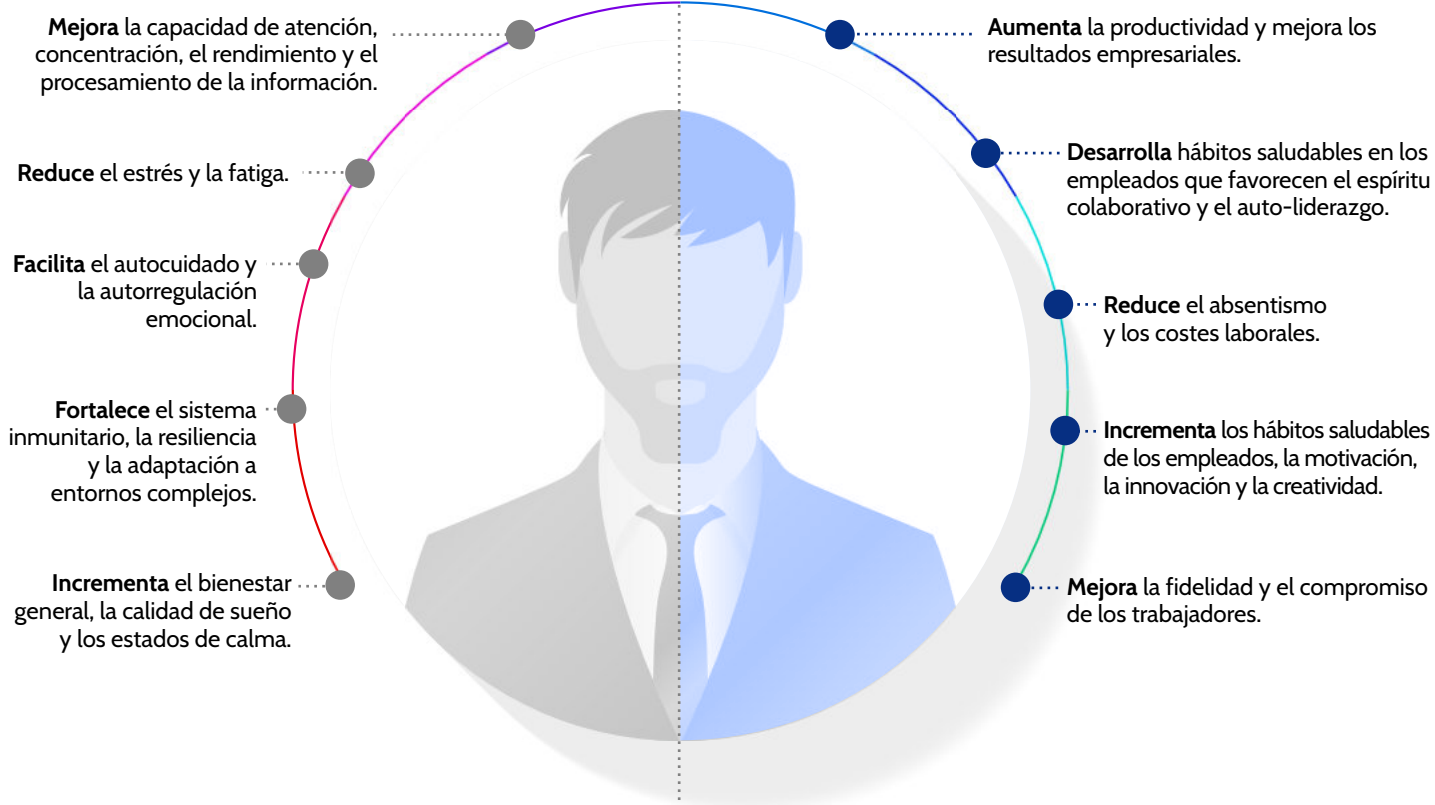 Mejora la capacidad de atención,
concentración, el rendimiento y el
procesamiento de la información.
Reduce el estrés y la fatiga.
Facilita el autocuidado y
la autorregulación
emocional.
Fortalece el sistema
inmunitario, la resiliencia
y la adaptación a
entornos complejos.
Incrementa el bienestar
general, la calidad de sueño
y los estados de calma.
Aumenta la productividad y mejora los
resultados empresariales.
Desarrolla hábitos saludables en los
empleados que favorecen el espíritu
colaborativo y el auto-liderazgo.
Reduce el absentismo
y los costes laborales.
Incrementa los hábitos saludables
de los empleados, la motivación,
la innovación y la creatividad.
Mejora la fidelidad y el compromiso
de los trabajadores.